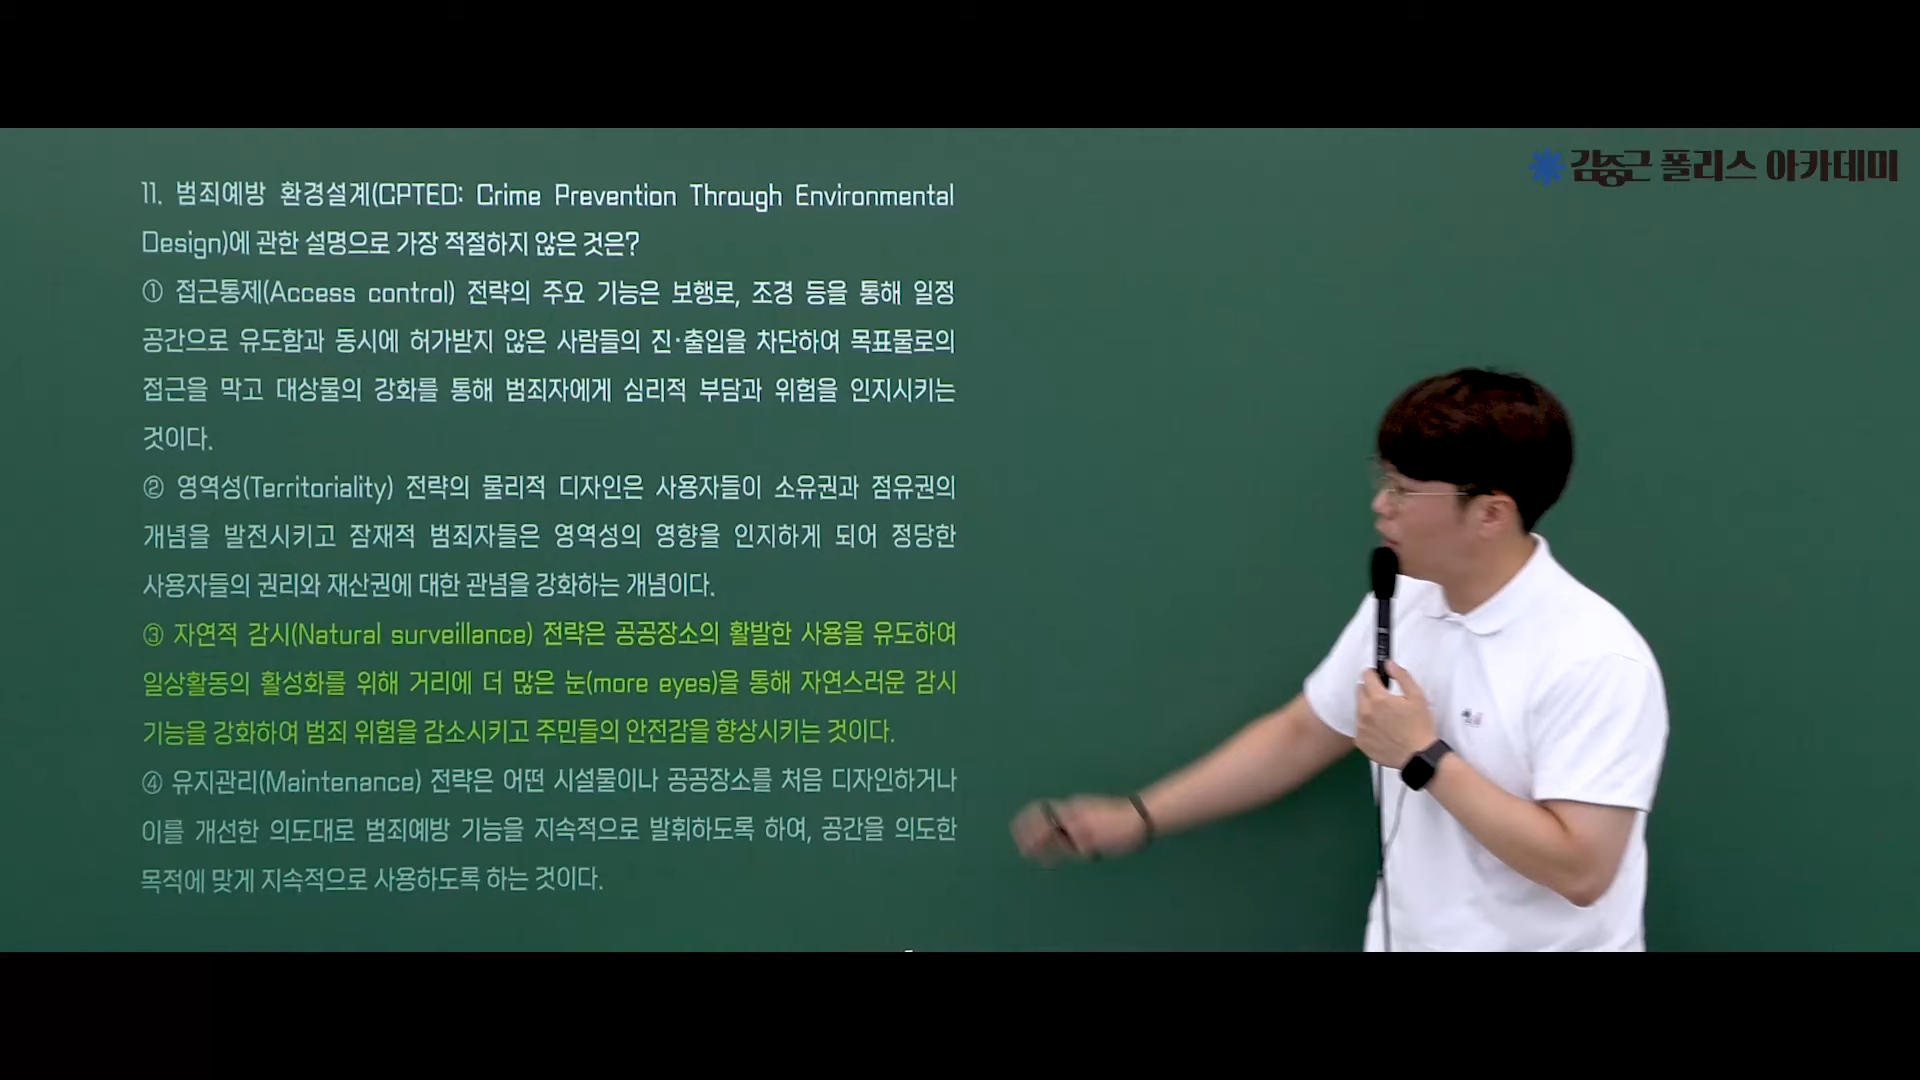 김중근 폴리스 아카데미
11. 범죄예방 환경설계(CPTED: Crime Prevention Through Environmental
Design)에 관한 설명으로 가장 적절하지 않은 것은?
① 접근통제(Access control) 전략의 주요 기능은 보행로, 조경 등을 통해 일정
공간으로 유도함과 동시에 허가받지 않은 사람들의 진·출입을 차단하여 목표물로의
접근을 막고 대상물의 강화를 통해 범죄자에게 심리적 부담과 위험을 인지시키는
것이다.
② 영역성(Territoriality) 전략의 물리적 디자인은 사용자들이 소유권과 점유권의
개념을 발전시키고 잠재적 범죄자들은 영역성의 영향을 인지하게 되어 정당한
사용자들의 권리와 재산권에 대한 관념을 강화하는 개념이다.
③ 자연적 감시(Natural surveillance) 전략은 공공장소의 활발한 사용을 유도하여
일상활동의 활성화를 위해 거리에 더 많은 눈(more eyes)을 통해 자연스러운 감시
기능을 강화하여 범죄 위험을 감소시키고 주민들의 안전감을 향상시키는 것이다.
④ 유지관리(Maintenance) 전략은 어떤 시설물이나 공공장소를 처음 디자인하거나
이를 개선한 의도대로 범죄예방 기능을 지속적으로 발휘하도록 하여, 공간을 의도한
목적에 맞게 지속적으로 사용하도록 하는 것이다.